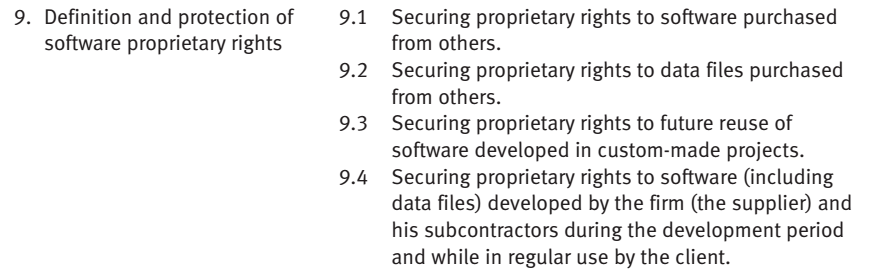 9. Definition and protection of
software proprietary rights
9.1 Securing proprietary rights to software purchased
from others.
9.2 Securing proprietary rights to data files purchased
from others.
9.3 Securing proprietary rights to future reuse of
software developed in custom-made projects.
9.4 Securing proprietary rights to software (including
data files) developed by the firm (the supplier) and
his subcontractors during the development period
and while in regular use by the client.